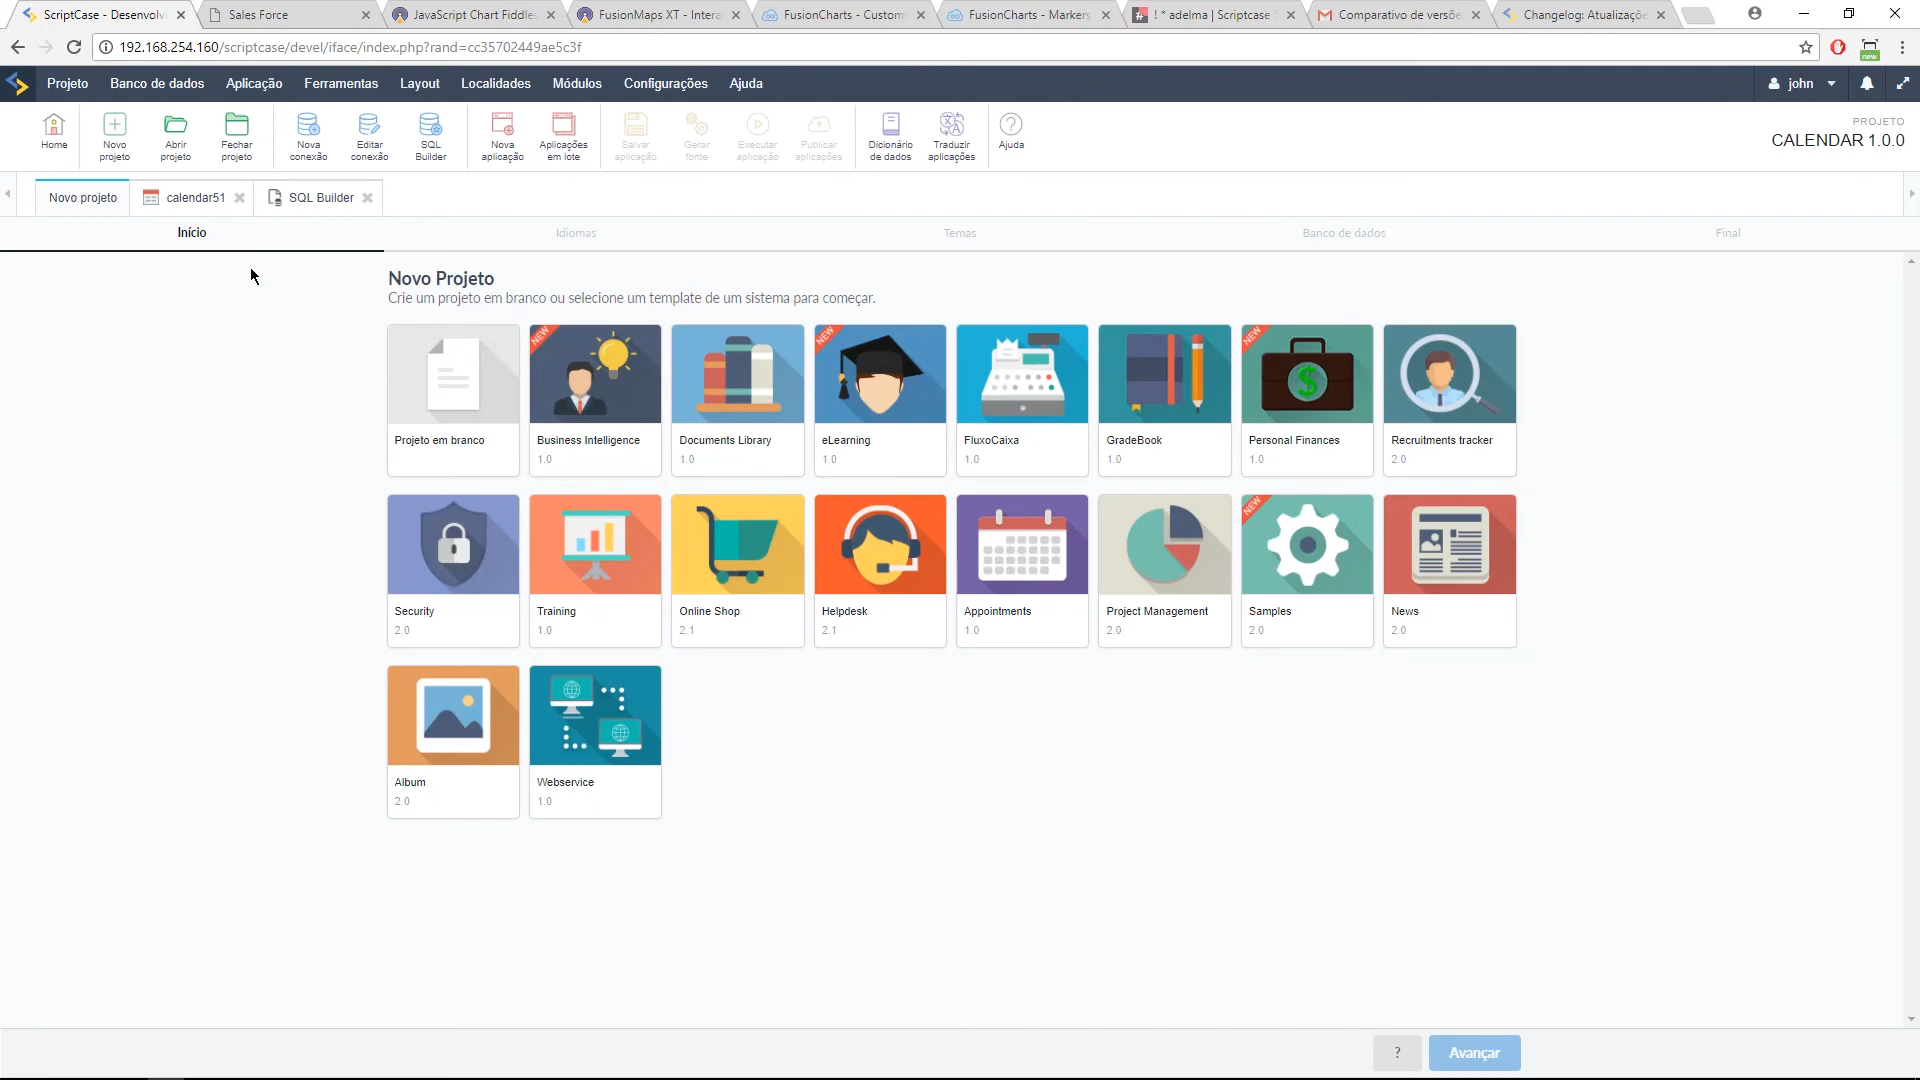 ScriptCase - Desenvolvi
Sales Force
JavaScript Chart Fiddles
FusionMaps XT - Intera
FusionCharts - Custom
FusionCharts - Markers
! * adelma | Scriptcase
Comparativo de versõe
Changelog: Atualizaçõe
192.168.254.160/scriptcase/devel/iface/index.php?rand=cc35702449ae5c3f
new
Projeto Banco de dados Aplicação Ferramentas Layout Localidades Módulos Configurações Ajuda
john
Home
Novo projeto
Abrir projeto
Fechar projeto
Nova conexão
Editar conexão
SQL Builder
Nova aplicação
Aplicações em lote
Salvar aplicação
Gerar fonte
Executar aplicação
Publicar aplicações
Dicionário de dados
Traduzir aplicações
Ajuda
PROJETO
CALENDAR 1.0.0
Novo projeto
calendar51
SQL Builder
Início
Idiomas
Temas
Banco de dados
Final
Novo Projeto
Crie um projeto em branco ou selecione um template de um sistema para começar.
Projeto em branco
NEW
Business Intelligence
1.0
Documents Library
1.0
NEW
eLearning
1.0
FluxoCaixa
1.0
GradeBook
1.0
NEW
Personal Finances
1.0
Recruitments tracker
2.0
Security
2.0
Training
1.0
Online Shop
2.1
Helpdesk
2.1
Appointments
1.0
Project Management
2.0
NEW
Samples
2.0
News
2.0
Album
2.0
Webservice
1.0
?
Avançar